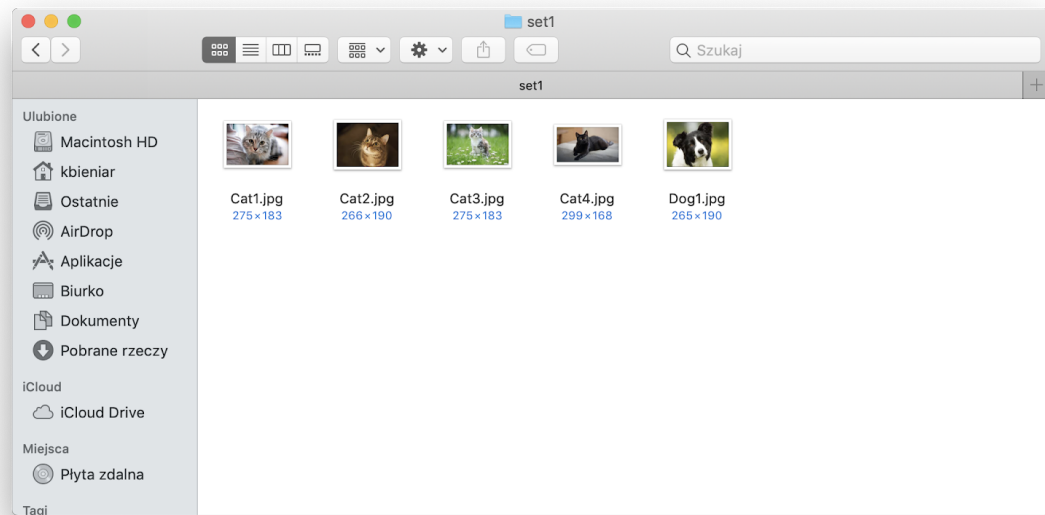 set1
Szukaj
set1
Ulubione
Macintosh HD
kbieniar
Ostatnie
AirDrop
Aplikacje
Biurko
Dokumenty
Pobrane rzeczy
iCloud
iCloud Drive
Miejsca
Płyta zdalna
Tagi
Cat1.jpg
275×183
Cat2.jpg
266×190
Cat3.jpg
275×183
Cat4.jpg
299×168
Dog1.jpg
265×190